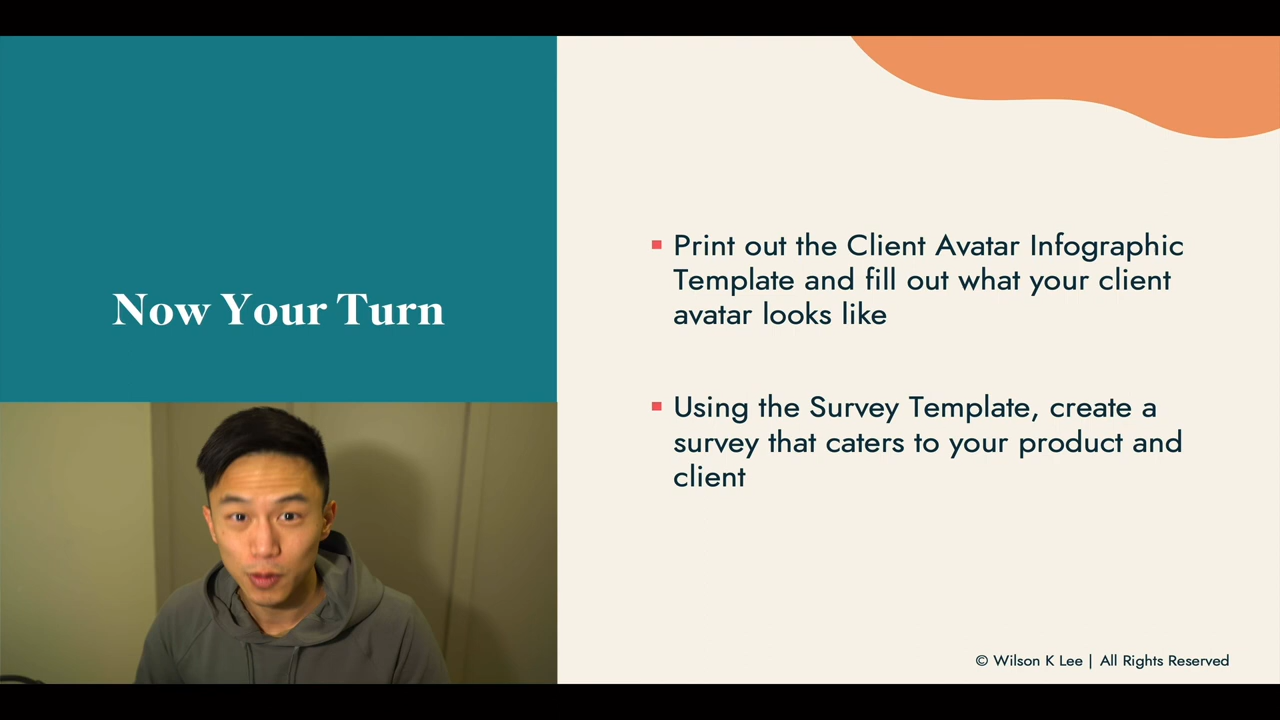 Now Your Turn
Print out the Client Avatar Infographic
Template and fill out what your client
avatar looks like
Using the Survey Template, create a
survey that caters to your product and
client
© Wilson K Lee | All Rights Reserved